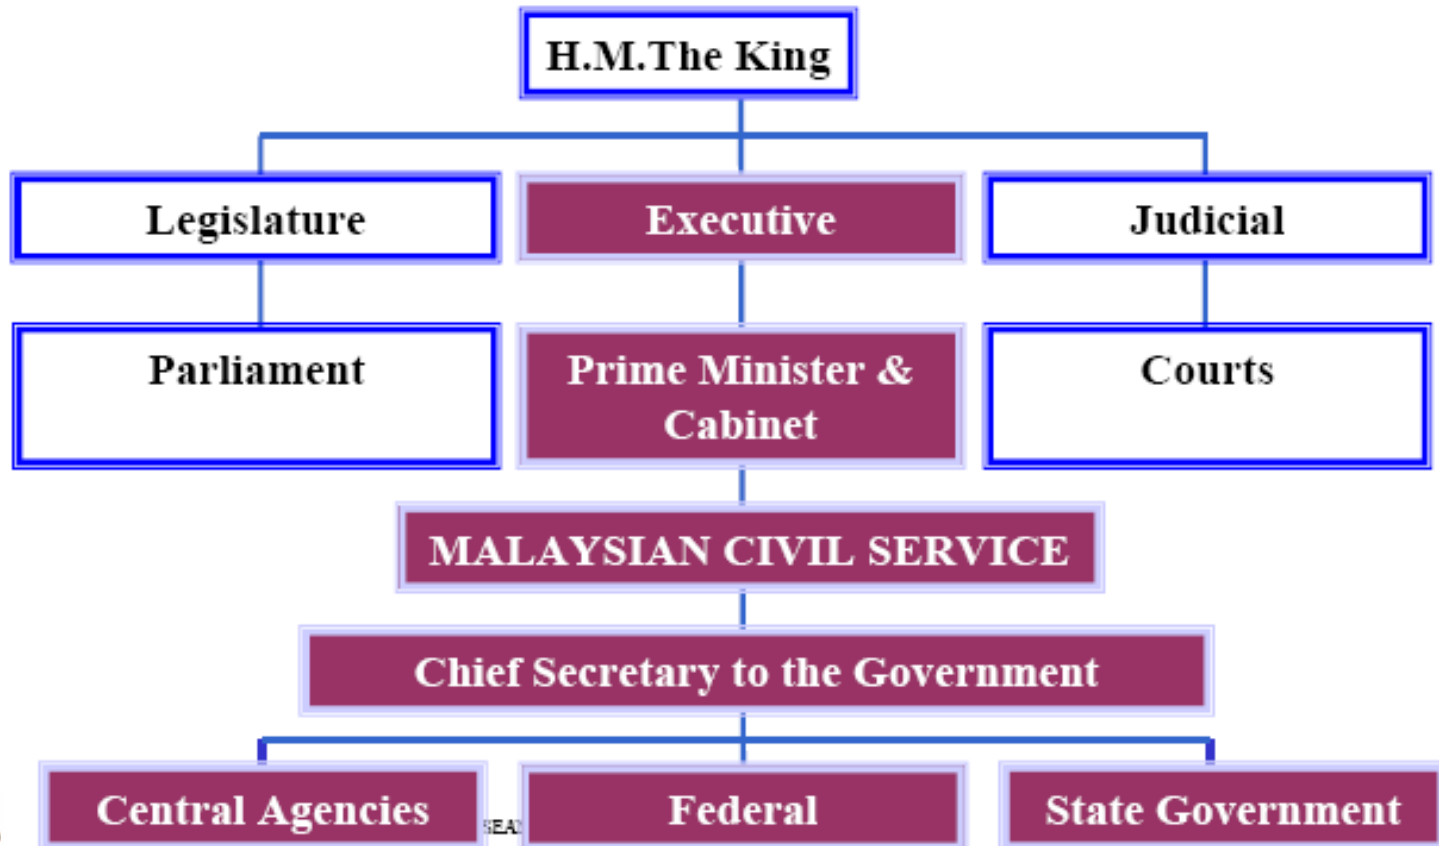 H.M.The King
Legislature
Executive
Judicial
Parliament
Prime Minister &
Cabinet
Courts
MALAYSIAN CIVIL SERVICE
Chief Secretary to the Government
Central Agencies
Federal
State Government